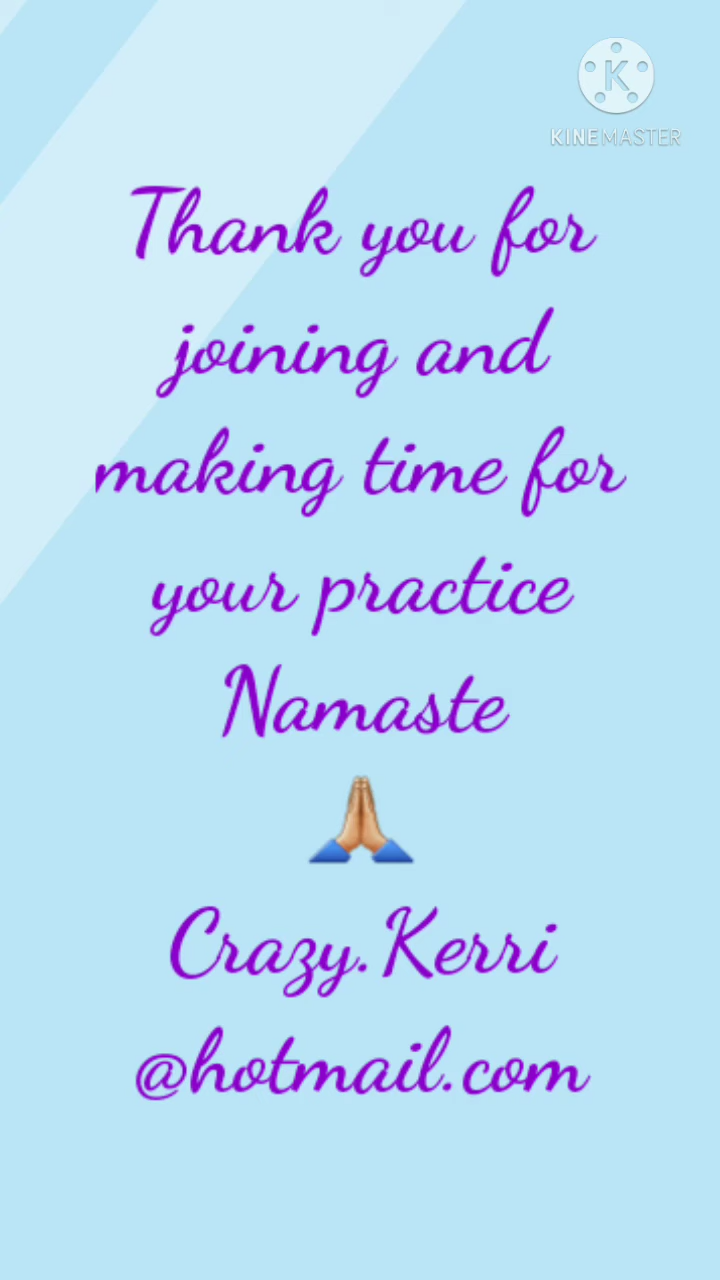 K
KINEMASTER
Thank you for
joining and
making time for
your practice
Namaste
🙏🏼
Crazy.Kerri
@hotmail.com